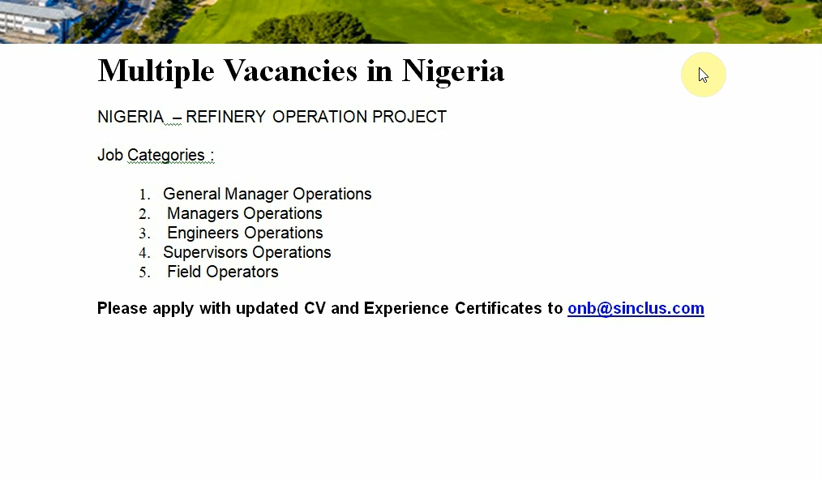 Multiple Vacancies in Nigeria
NIGERIA – REFINERY OPERATION PROJECT
Job Categories :
1. General Manager Operations
2. Managers Operations
3. Engineers Operations
4. Supervisors Operations
5. Field Operators
Please apply with updated CV and Experience Certificates to onb@sinclus.com